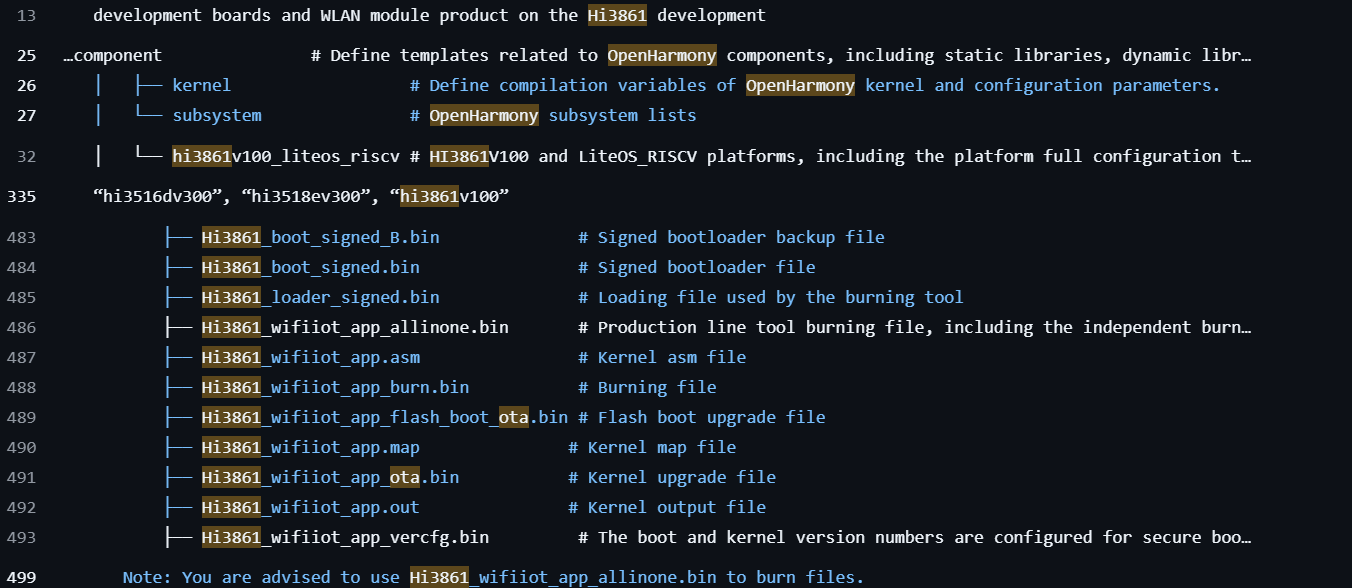 13 development boards and WLAN module product on the Hi3861 development
25 …component # Define templates related to OpenHarmony components, including static libraries, dynamic libr…
26 │ ├── kernel # Define compilation variables of OpenHarmony kernel and configuration parameters.
27 │ └── subsystem # OpenHarmony subsystem lists
32 │ └── hi3861v100_liteos_riscv # HI3861V100 and LiteOS_RISCV platforms, including the platform full configuration t…
335 “hi3516dv300”, “hi3518ev300”, “hi3861v100”
483 ├── Hi3861_boot_signed_B.bin # Signed bootloader backup file
484 ├── Hi3861_boot_signed.bin # Signed bootloader file
485 ├── Hi3861_loader_signed.bin # Loading file used by the burning tool
486 ├── Hi3861_wifiiot_app_allinone.bin # Production line tool burning file, including the independent burn…
487 ├── Hi3861_wifiiot_app.asm # Kernel asm file
488 ├── Hi3861_wifiiot_app_burn.bin # Burning file
489 ├── Hi3861_wifiiot_app_flash_boot_ota.bin # Flash boot upgrade file
490 ├── Hi3861_wifiiot_app.map # Kernel map file
491 ├── Hi3861_wifiiot_app_ota.bin # Kernel upgrade file
492 ├── Hi3861_wifiiot_app.out # Kernel output file
493 ├── Hi3861_wifiiot_app_vercfg.bin # The boot and kernel version numbers are configured for secure boo…
499 Note: You are advised to use Hi3861_wifiiot_app_allinone.bin to burn files.